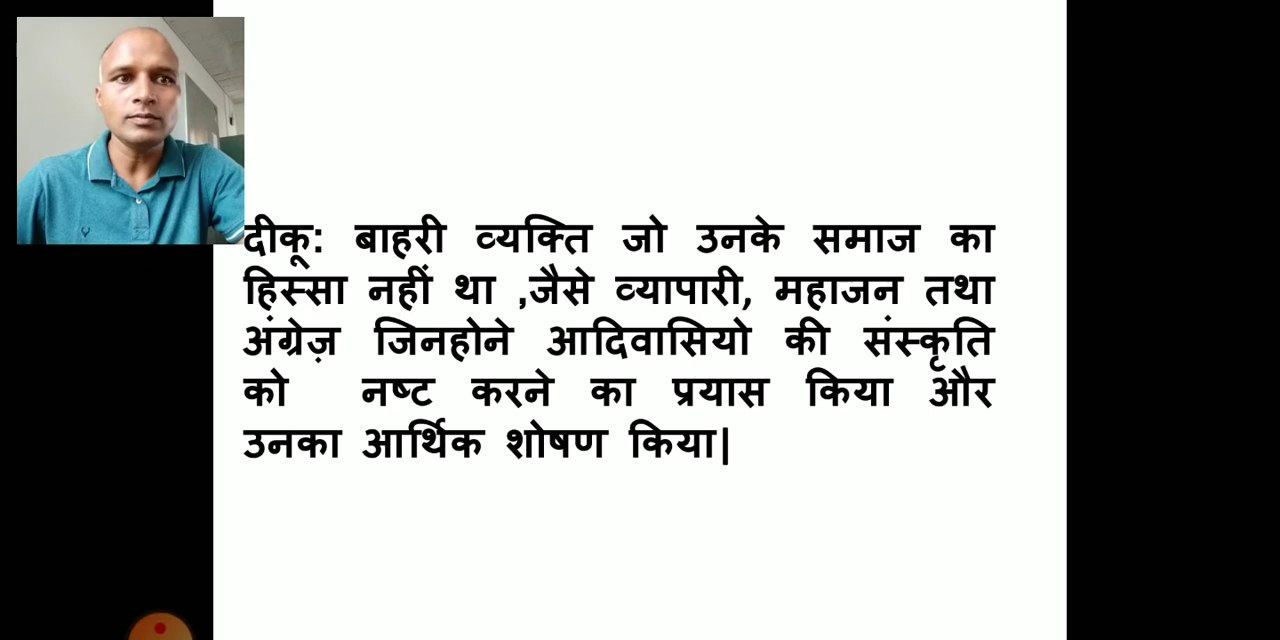 दीकू: बाहरी व्यक्ति जो उनके समाज का
हिस्सा नहीं था ,जैसे व्यापारी, महाजन तथा
अंग्रेज़ जिनहोने आदिवासियो की संस्कृति
को नष्ट करने का प्रयास किया और
उनका आर्थिक शोषण किया|